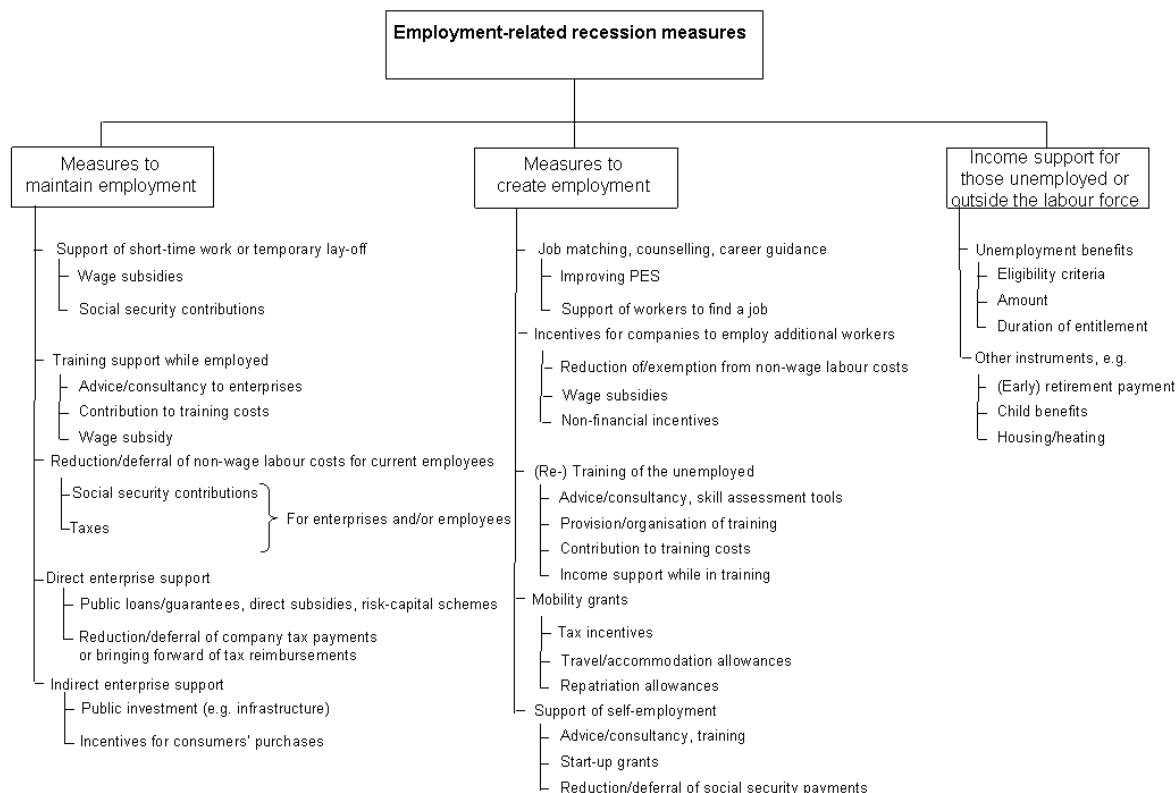 Employment-related recession measures
Measures to
maintain employment
Support of short-time work or temporary lay-off
Wage subsidies
Social security contributions
Training support while employed
Advice/consultancy to enterprises
Contribution to training costs
Wage subsidy
Reduction/deferral of non-wage labour costs for current employees
Social security contributions
Taxes
For enterprises and/or employees
Direct enterprise support
Public loans/guarantees, direct subsidies, risk-capital schemes
Reduction/deferral of company tax payments
or bringing forward of tax reimbursements
Indirect enterprise support
Public investment (e.g. infrastructure)
Incentives for consumers' purchases
Measures to
create employment
Job matching, counselling, career guidance
Improving PES
Support of workers to find a job
Incentives for companies to employ additional workers
Reduction of/exemption from non-wage labour costs
Wage subsidies
Non-financial incentives
(Re-) Training of the unemployed
Advice/consultancy, skill assessment tools
Provision/organisation of training
Contribution to training costs
Income support while in training
Mobility grants
Tax incentives
Travel/accommodation allowances
Repatriation allowances
Support of self-employment
Advice/consultancy, training
Start-up grants
Reduction/deferral of social security payments
Income support for
those unemployed or
outside the labour force
Unemployment benefits
Eligibility criteria
Amount
Duration of entitlement
Other instruments, e.g.
(Early) retirement payment
Child benefits
Housing/heating